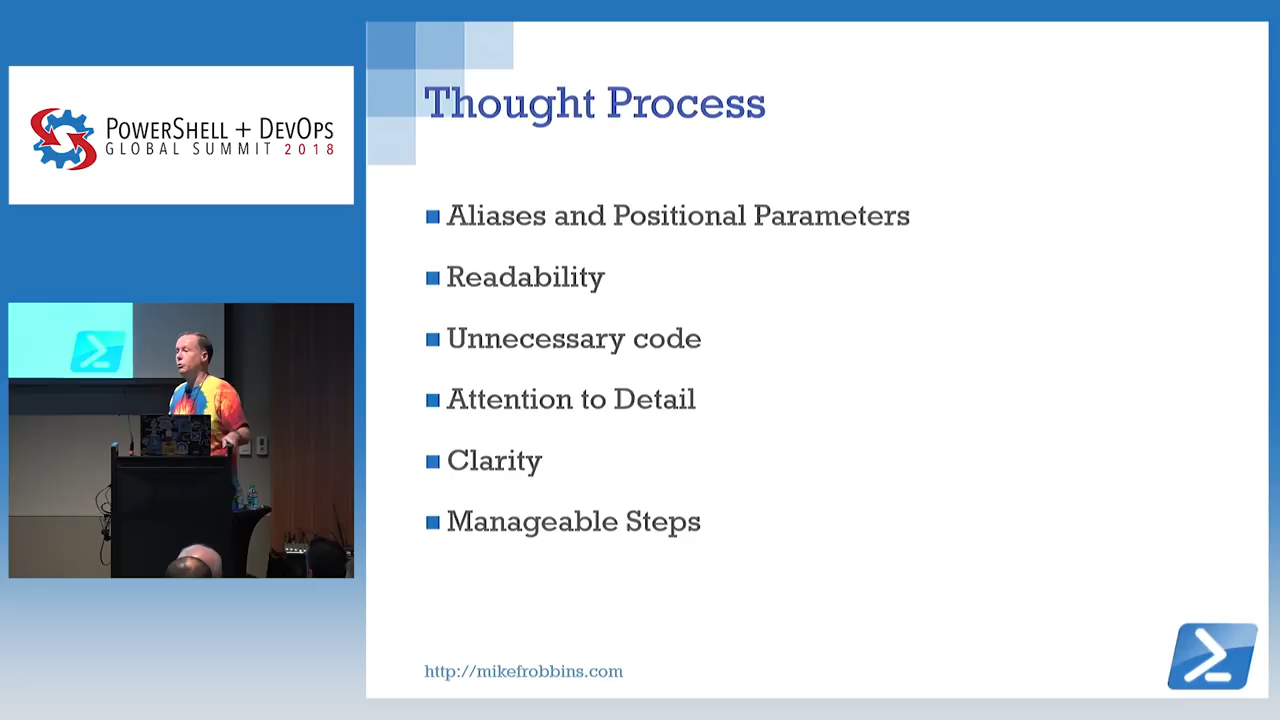 POWERSHELL + DEVOPS
GLOBAL SUMMIT 2018
Thought Process
Aliases and Positional Parameters
Readability
Unnecessary code
Attention to Detail
Clarity
Manageable Steps
http://mikefrobbins.com